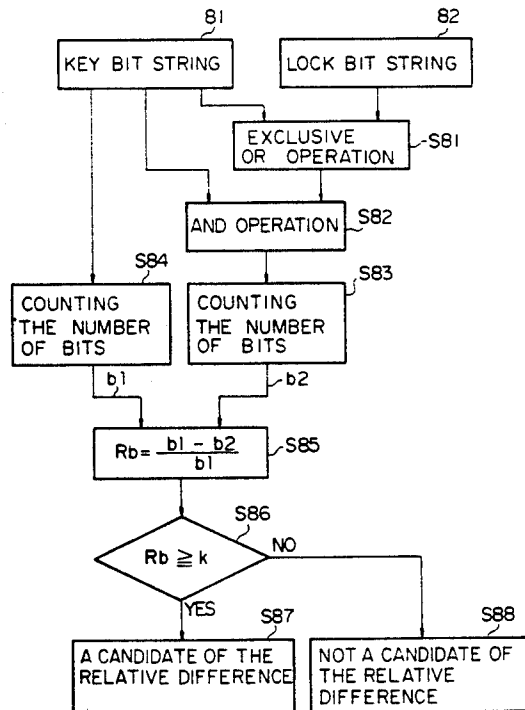 81
82
KEY BIT STRING
LOCK BIT STRING
EXCLUSIVE
OR OPERATION
S81
AND OPERATION
S82
S84
S83
COUNTING
THE NUMBER
OF BITS
COUNTING
THE NUMBER
OF BITS
b1
b2
Rb = b1 - b2 / b1
S85
S86
Rb ≧ k
NO
YES
S87
S88
A CANDIDATE OF THE
RELATIVE DIFFERENCE
NOT A CANDIDATE OF
THE RELATIVE
DIFFERENCE